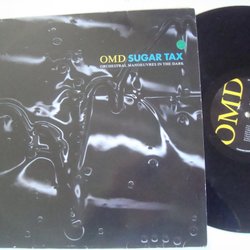 OMD SUGAR TAX
ORCHESTRAL MANOEUVRES IN THE DARK
OMD